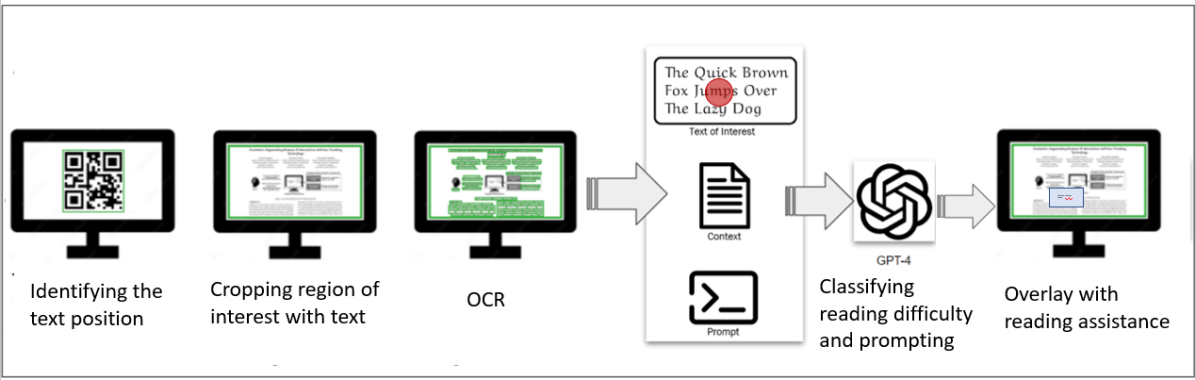 The Quick Brown
Fox Jumps Over
The Lazy Dog
Text of Interest
Context
Prompt
GPT-4
Identifying the
text position
Cropping region of
interest with text
OCR
Classifying
reading difficulty
and prompting
Overlay with
reading assistance